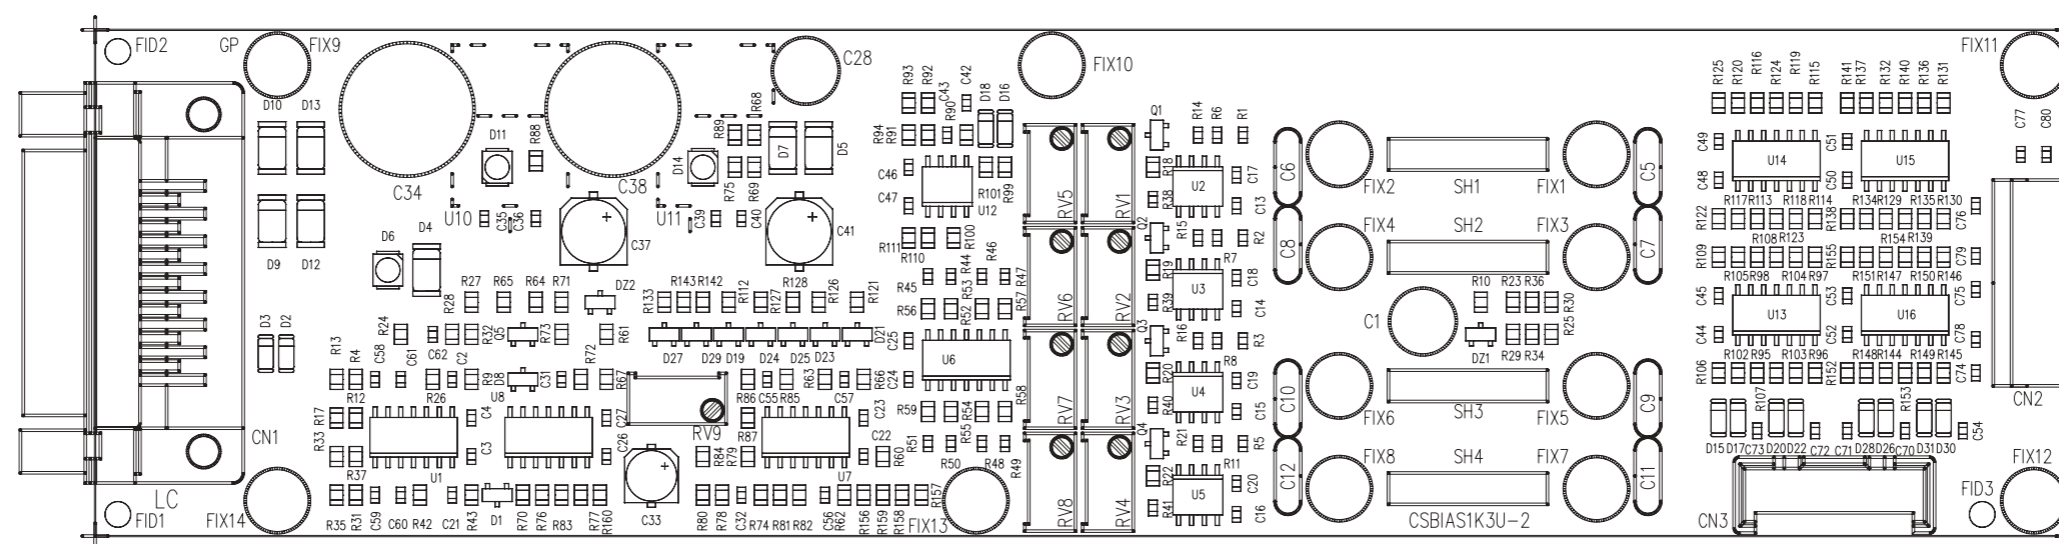 FID2
GP
FIX9
C28
FIX10
FIX11
R93 R92 C42
C43 R90
D18 D16
R125 R120 R116 R124 R119 R115
R141 R137 R132 R140 R136 R131
D10 D13
R68
R89
D11
R88
D14
D7
D5
R94 R91
Q1
R14 R6 R1
C77 C80
C49 U14 C51 U15
C46
C47
R101 R99
U12
R18
R38
U2
C17
C13
C6
C5
C34
C38
R75 R69
RV5
RV1
FIX2
SH1
FIX1
C48
C50
U10
C35 C36
U11
C39
C40
R117 R113 R118 R114
R134 R129 R135 R130
R122
R138
C76
D9 D12
D6
D4
C37
C41
R111 R110 R100
R46
R44
R47
Q2
R15
R2
FIX4
SH2
FIX3
C8
C7
R108 R123
R154 R139
R109
R155
C79
R105 R98 R104 R97
R151 R147 R150 R146
R27 R65 R64 R71
R28
DZ2
R133
R143 R142
R112
R127
R128
R126
R121
R45
R53
R56
R52
R57
RV6
RV2
R19
R39
U3
R7
C18
C14
R10 R23 R36
R30
C1
C45 U13 C53 U16 C75
D3 D2
R24
R32
Q5
R73
R61
D27 D29 D19 D24 D25 D23
D21
C25
U6
Q3
R16
R3
DZ1
R29 R34
R25
C44
C52
C78
R13 R4
C58
C61
C62 C2
R72
R102 R95 R103 R96
R148 R144 R149 R145
R12
R26
R9
D8
C31
U8
R67
R86
C55 R85
R63
C57
R66
C24
R58
R8
R20
R40
U4
C19
C15
C10
C9
R106
R152
C74
R17
C4
C27
RV9
C23
R59
R54
RV7
RV3
FIX6
SH3
FIX5
R107
R153
CN2
CN1
R33
C3
C26
R87
C22
R51
R55
Q4
R21
R5
C54
R37
U1
R84 R79
U7
R60
R50 R48
R49
R11
R22
R41
U5
C20
C16
C12
C11
FIX8
SH4
FIX7
D15 D17 C73 D20 D22 C72 C71 D28 D26 C70 D31 D30
FIX12
LC
FID1
FIX14
R35 R31
C59
C60 R42
C21
R43
D1
R70 R76 R83
R77 R160
C33
R80 R78
C32
R74 R81 R82
C56 R62
R156 R159 R158
R157
FIX13
RV8
RV4
CSBIAS1K3U-2
CN3
FID3